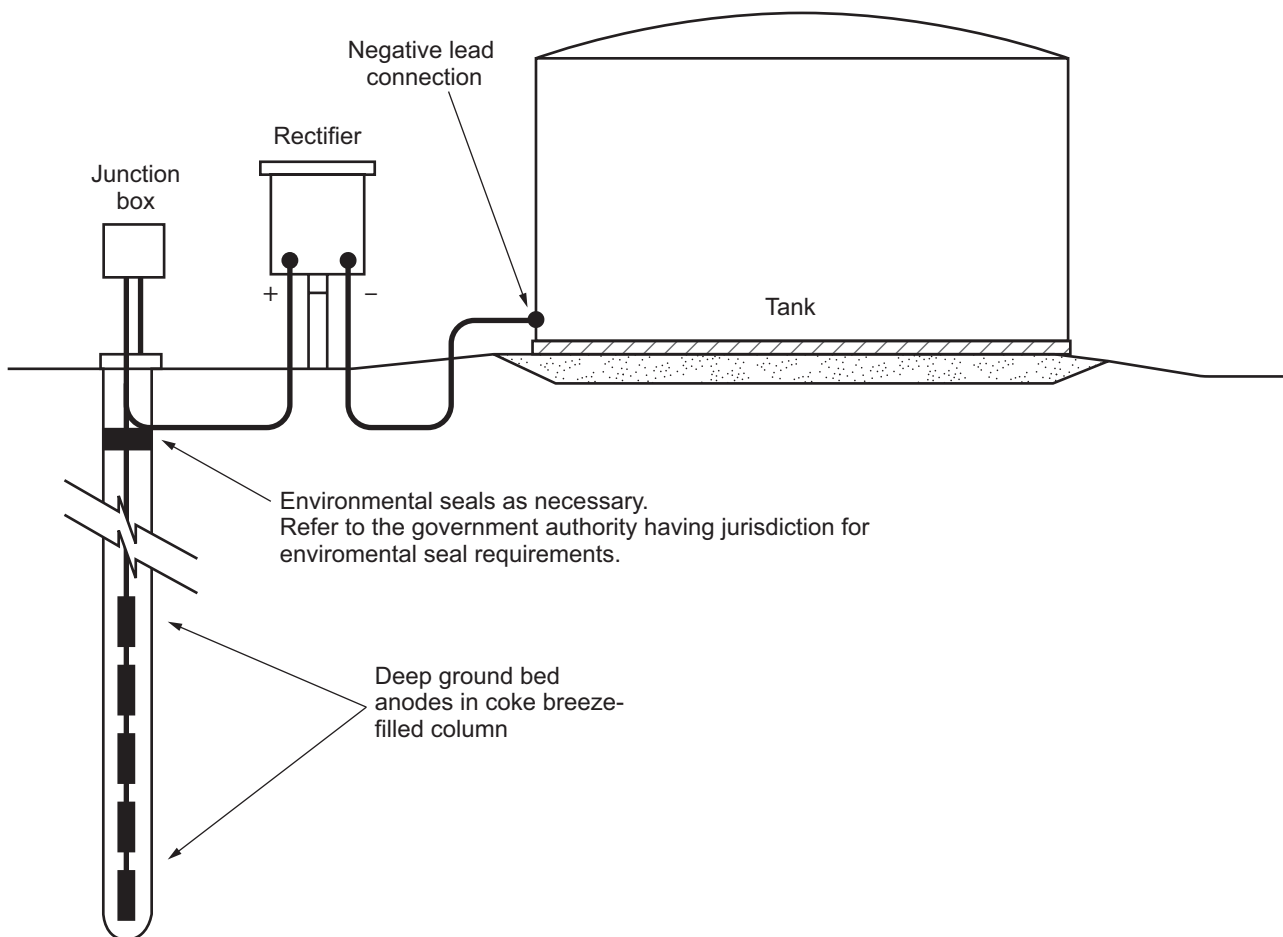 Negative lead
connection
Rectifier
Junction
box
+
−
Tank
Environmental seals as necessary.
Refer to the government authority having jurisdiction for
enviromental seal requirements.
Deep ground bed
anodes in coke breeze-
filled column